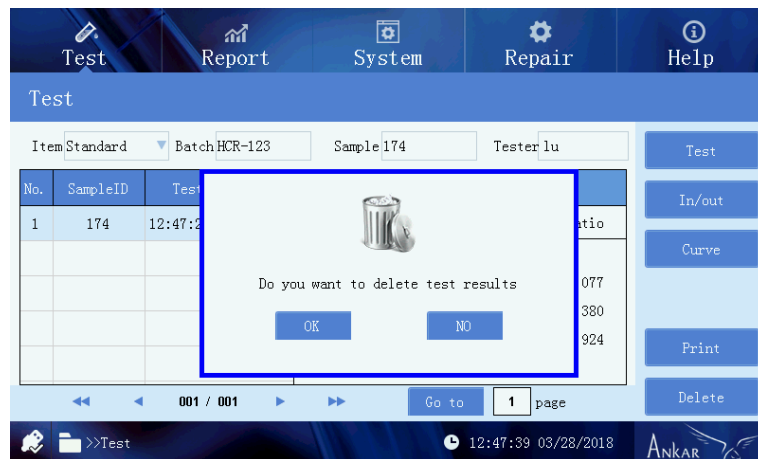 Test Report System Repair Help
Test
Item Standard Batch HCR-123 Sample 174 Tester lu
Test
No. SampleID Test
In/out
1 174 12:47:2 atio
Curve
077
Do you want to delete test results
380
OK NO
924
Print
001 / 001 Go to 1 page
Delete
>>Test 12:47:39 03/28/2018 ANKAR